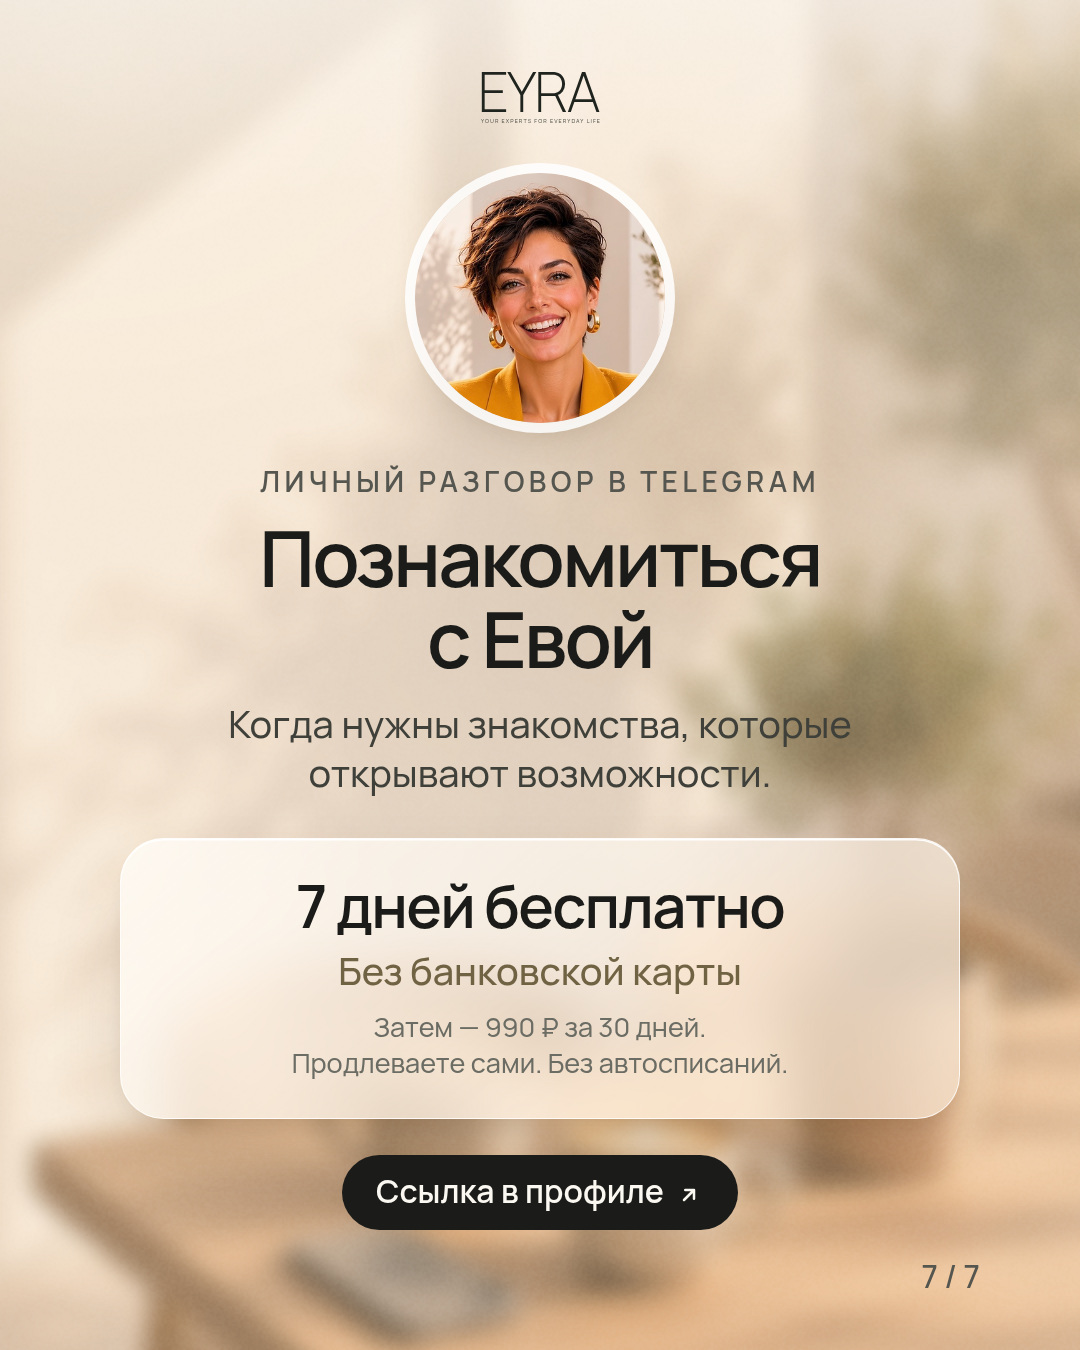 EYRA
YOUR EXPERTS FOR EVERYDAY LIFE
ЛИЧНЫЙ РАЗГОВОР В TELEGRAM
Познакомиться
с Евой
Когда нужны знакомства, которые
открывают возможности.
7 дней бесплатно
Без банковской карты
Затем — 990 ₽ за 30 дней.
Продлеваете сами. Без автосписаний.
Ссылка в профиле ↗
7 / 7